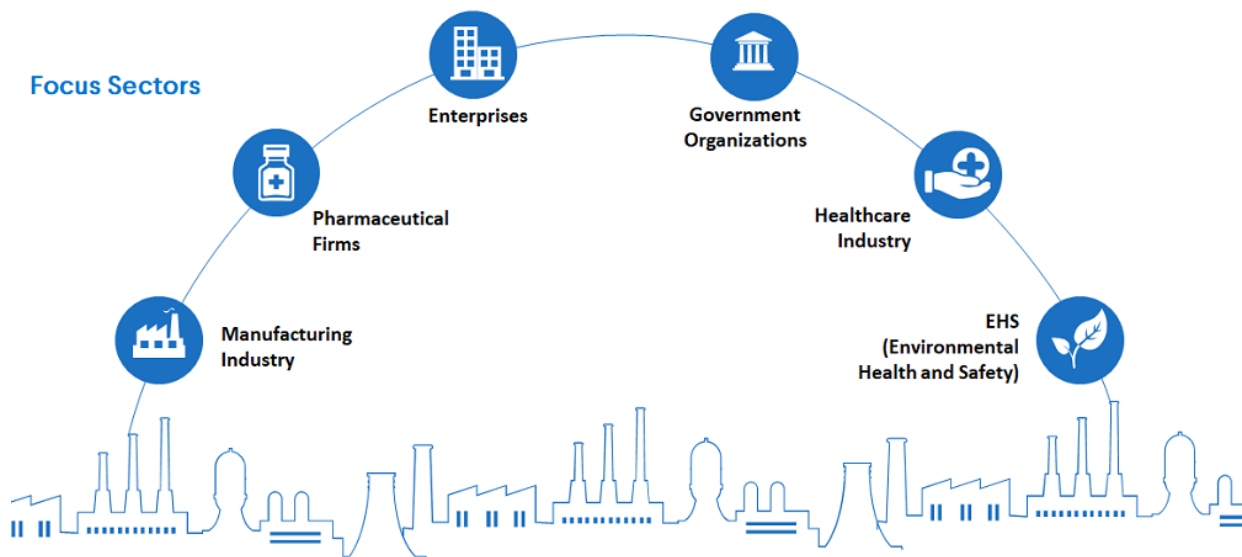 Focus Sectors
Enterprises
Government
Organizations
Pharmaceutical
Firms
Healthcare
Industry
Manufacturing
Industry
EHS
(Environmental
Health and Safety)